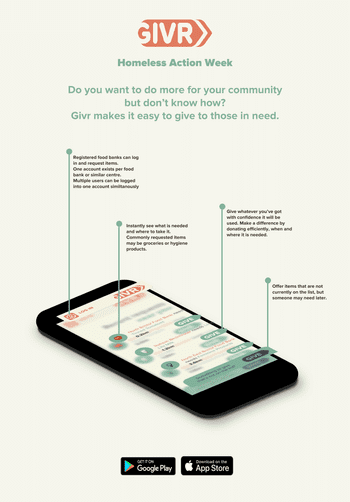 GIVR
Homeless Action Week
Do you want to do more for your community
but don't know how?
Givr makes it easy to give to those in need.
Registered food banks can log
in and request items.
One account exists per food
bank or similar centre.
Multiple users can be logged
into one account similtanously
Instantly see what is needed
and where to take it.
Commonly requested items
may be groceries or hygiene
products.
Give whatever you've got
with confidence it will be
used. Make a difference by
donating efficiently, when and
where it is needed.
Offer items that are not
currently on the list, but
someone may need later.
GET IT ON
Google Play
Download on the
App Store